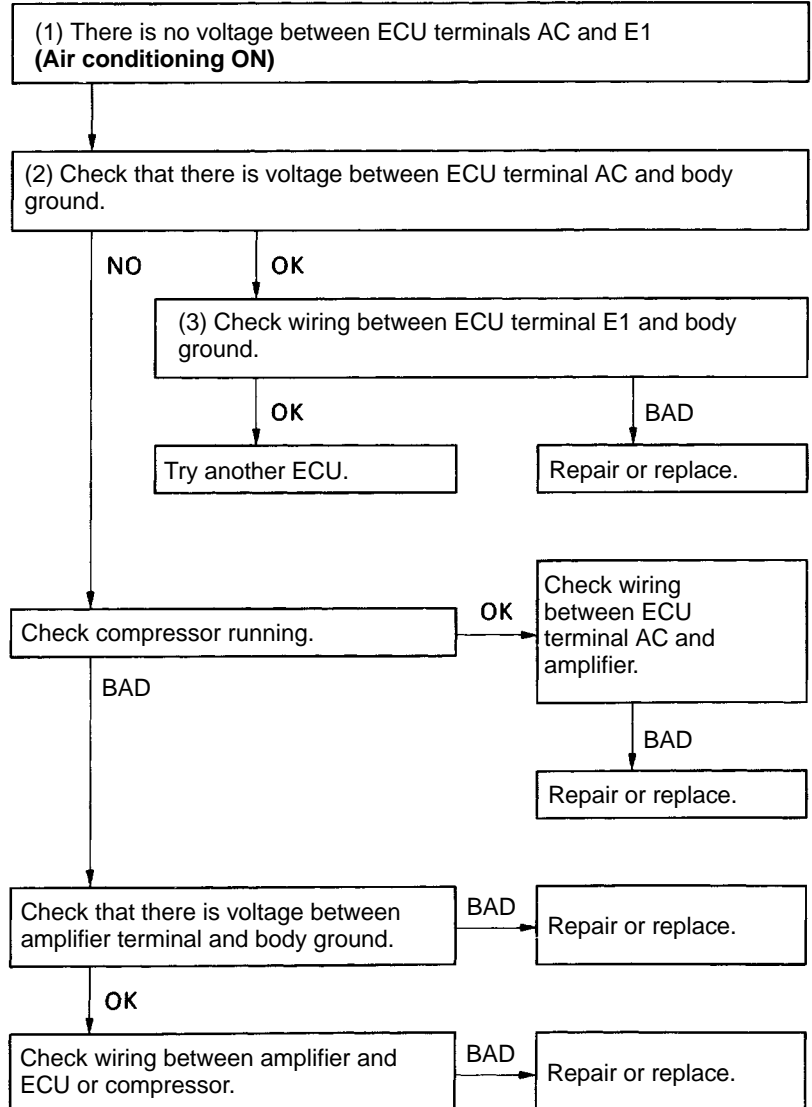 (1) There is no voltage between ECU terminals AC and E1
(Air conditioning ON)
(2) Check that there is voltage between ECU terminal AC and body
ground.
NO
OK
(3) Check wiring between ECU terminal E1 and body
ground.
OK
BAD
Try another ECU.
Repair or replace.
Check compressor running.
OK
Check wiring
between ECU
terminal AC and
amplifier.
BAD
BAD
Repair or replace.
Check that there is voltage between
amplifier terminal and body ground.
BAD
Repair or replace.
OK
Check wiring between amplifier and
ECU or compressor.
BAD
Repair or replace.